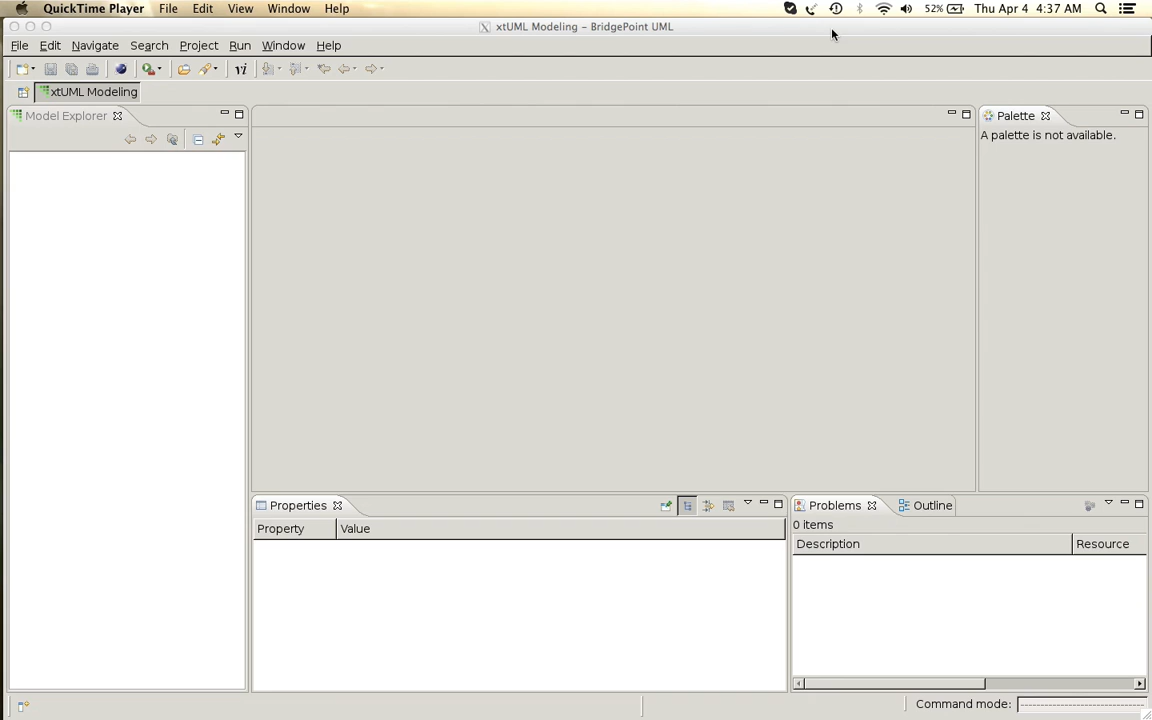 QuickTime Player File Edit View Window Help 52% Thu Apr 4 4:37 AM
xtUML Modeling – BridgePoint UML
File Edit Navigate Search Project Run Window Help
vi
xtUML Modeling
Model Explorer
Palette
A palette is not available.
Properties
Property Value
Problems Outline
0 items
Description Resource
Command mode: